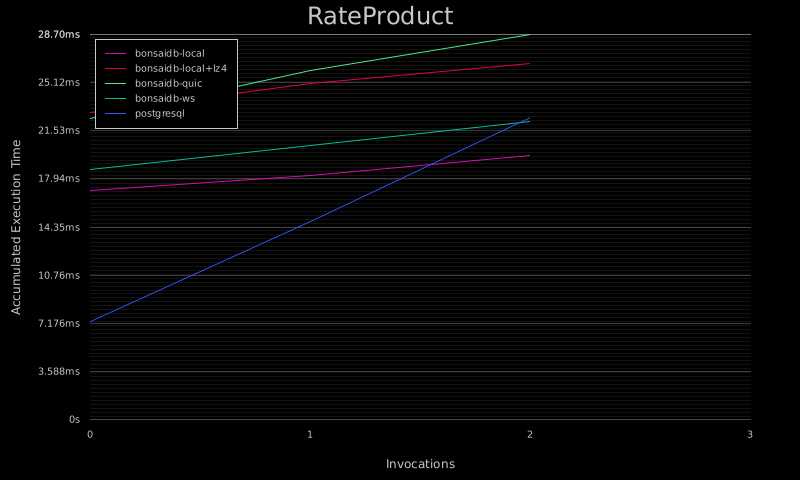 RateProduct
28.70ms
25.12ms
21.53ms
17.94ms
14.35ms
10.76ms
7.176ms
3.588ms
0s
Accumulated Execution Time
bonsaidb-local
bonsaidb-local+lz4
bonsaidb-quic
bonsaidb-ws
postgresql
0 1 2 3
Invocations